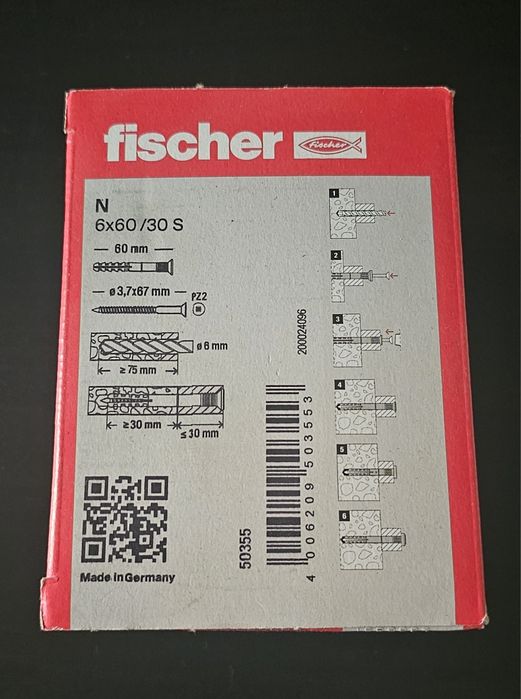 fischer
fischer
N
6x60/30 S
60 mm
ø 3,7x67 mm
PZ2
ø 6 mm
≥ 75 mm
≥ 30 mm
≤ 30 mm
Made in Germany
50355
4 006209 503553
200024096
1
2
3
4
5
6